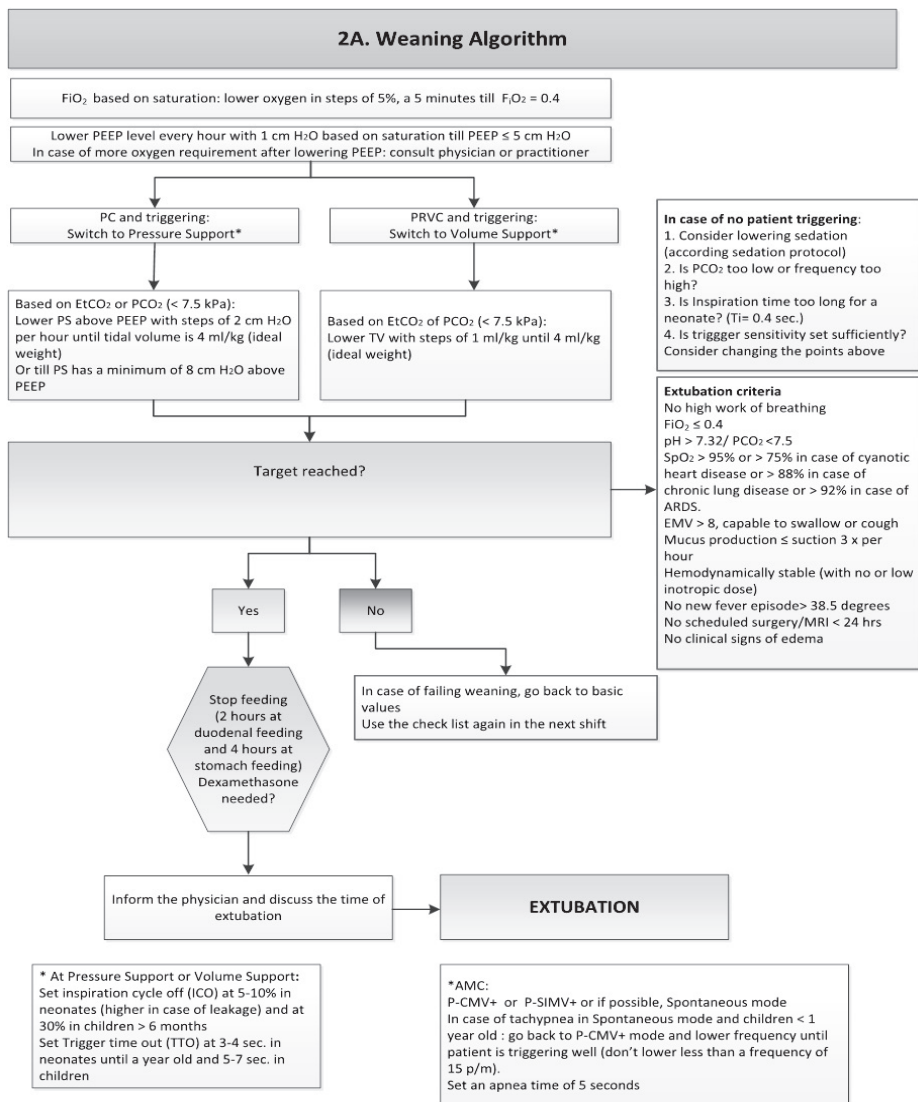 2A. Weaning Algorithm
FiO₂ based on saturation: lower oxygen in steps of 5%, a 5 minutes till FᵢO₂ = 0.4
Lower PEEP level every hour with 1 cm H₂O based on saturation till PEEP ≤ 5 cm H₂O
In case of more oxygen requirement after lowering PEEP: consult physician or practitioner
PC and triggering:
Switch to Pressure Support*
PRVC and triggering:
Switch to Volume Support*
In case of no patient triggering:
1. Consider lowering sedation
(according sedation protocol)
2. Is PCO₂ too low or frequency too
high?
3. Is Inspiration time too long for a
neonate? (Ti= 0.4 sec.)
4. Is triggger sensitivity set sufficiently?
Consider changing the points above
Based on EtCO₂ or PCO₂ (< 7.5 kPa):
Lower PS above PEEP with steps of 2 cm H₂O
per hour until tidal volume is 4 ml/kg (ideal
weight)
Or till PS has a minimum of 8 cm H₂O above
PEEP
Based on EtCO₂ of PCO₂ (< 7.5 kPa):
Lower TV with steps of 1 ml/kg until 4 ml/kg
(ideal weight)
Extubation criteria
No high work of breathing
FiO₂ ≤ 0.4
pH > 7.32/ PCO₂ <7.5
SpO₂ > 95% or > 75% in case of cyanotic
heart disease or > 88% in case of
chronic lung disease or > 92% in case of
ARDS.
EMV > 8, capable to swallow or cough
Mucus production ≤ suction 3 x per
hour
Hemodynamically stable (with no or low
inotropic dose)
No new fever episode> 38.5 degrees
No scheduled surgery/MRI < 24 hrs
No clinical signs of edema
Target reached?
Yes
No
Stop feeding
(2 hours at
duodenal feeding
and 4 hours at
stomach feeding)
Dexamethasone
needed?
In case of failing weaning, go back to basic
values
Use the check list again in the next shift
Inform the physician and discuss the time of
extubation
EXTUBATION
* At Pressure Support or Volume Support:
Set inspiration cycle off (ICO) at 5-10% in
neonates (higher in case of leakage) and at
30% in children > 6 months
Set Trigger time out (TTO) at 3-4 sec. in
neonates until a year old and 5-7 sec. in
children
*AMC:
P-CMV+ or P-SIMV+ or if possible, Spontaneous mode
In case of tachypnea in Spontaneous mode and children < 1
year old : go back to P-CMV+ mode and lower frequency until
patient is triggering well (don’t lower less than a frequency of
15 p/m).
Set an apnea time of 5 seconds